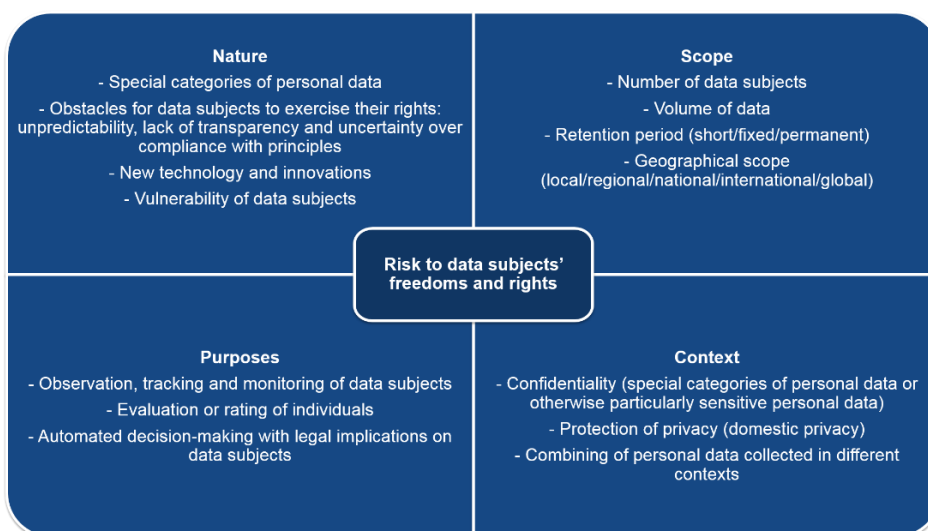 Nature
- Special categories of personal data
- Obstacles for data subjects to exercise their rights:
unpredictability, lack of transparency and uncertainty over
compliance with principles
- New technology and innovations
- Vulnerability of data subjects
Scope
- Number of data subjects
- Volume of data
- Retention period (short/fixed/permanent)
- Geographical scope
(local/regional/national/international/global)
Risk to data subjects’
freedoms and rights
Purposes
- Observation, tracking and monitoring of data subjects
- Evaluation or rating of individuals
- Automated decision-making with legal implications on
data subjects
Context
- Confidentiality (special categories of personal data or
otherwise particularly sensitive personal data)
- Protection of privacy (domestic privacy)
- Combining of personal data collected in different
contexts